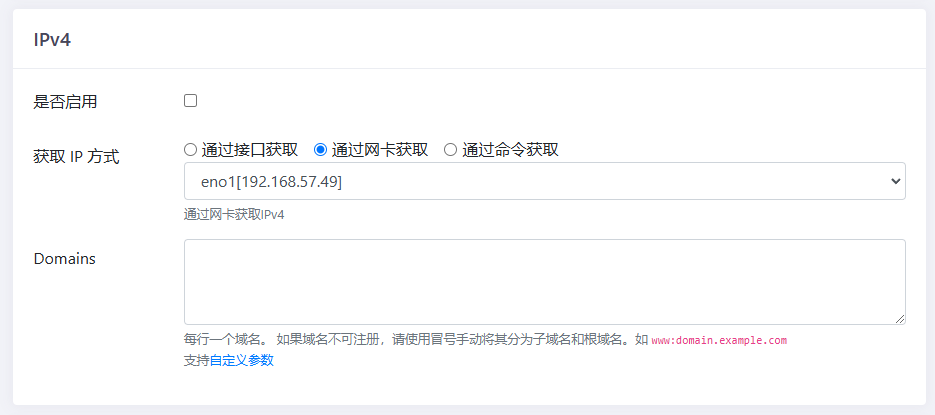 IPv4
是否启用
获取 IP 方式 通过接口获取 通过网卡获取 通过命令获取
eno1[192.168.57.49]
通过网卡获取IPv4
Domains
每行一个域名。 如果域名不可注册，请使用冒号手动将其分为子域名和根域名。如 www:domain.example.com
支持自定义参数